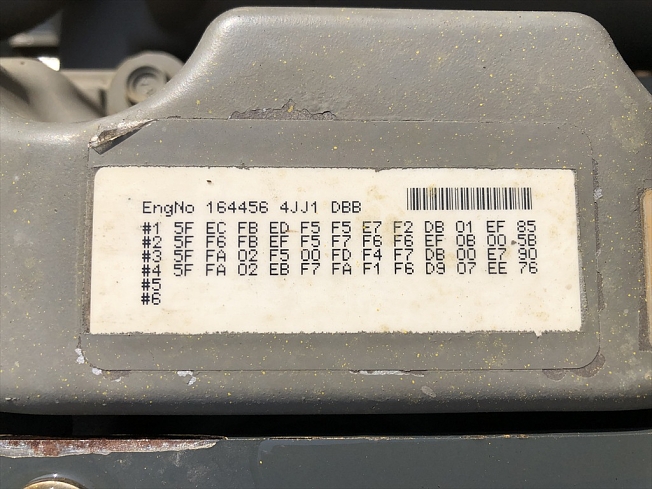 EngNo 164456 4JJ1 DBB
#1 5F EC FB ED F5 F5 E7 F2 DB 01 EF 85
#2 5F F6 FB EF F5 F7 F6 F6 EF 0B 00 5B
#3 5F FA 02 F5 00 FD F4 F7 DB 00 E7 90
#4 5F FA 02 EB F7 FA F1 F6 D9 07 EE 76
#5
#6